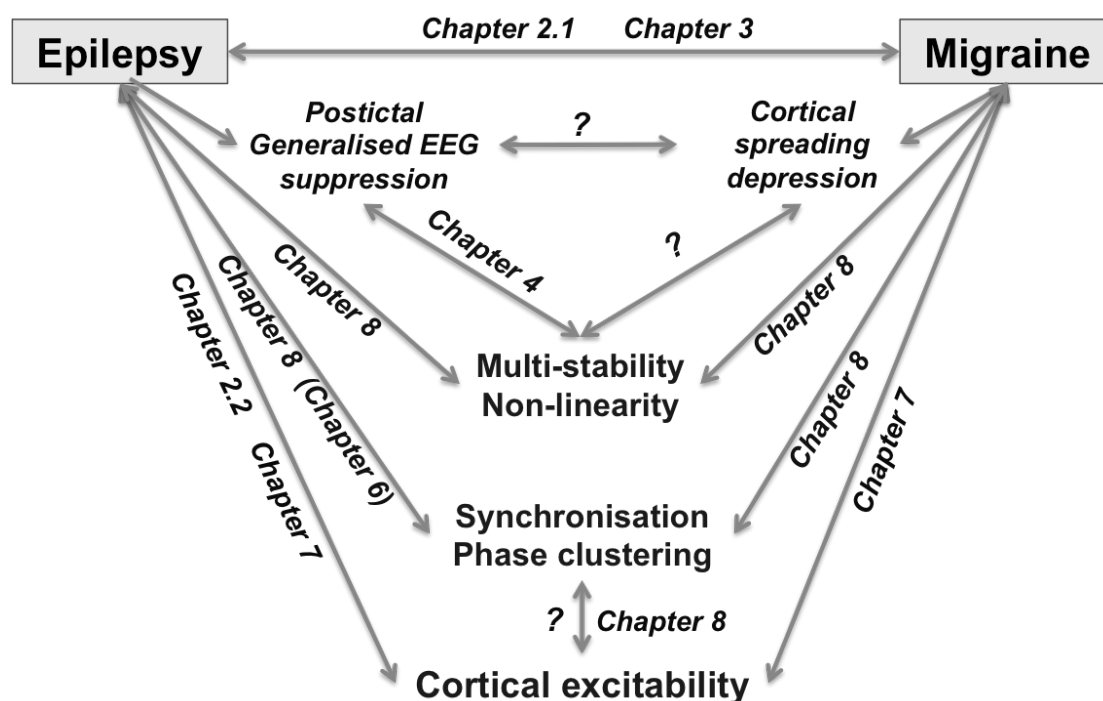 Chapter 2.1 Chapter 3
Epilepsy
Migraine
Postictal
Generalised EEG
suppression
?
Cortical
spreading
depression
Chapter 4
?
Chapter 8
Chapter 8
Multi-stability
Non-linearity
Chapter 8 (Chapter 6)
Chapter 8
Chapter 2.2 Chapter 7
Chapter 7
Synchronisation
Phase clustering
? Chapter 8
Cortical excitability